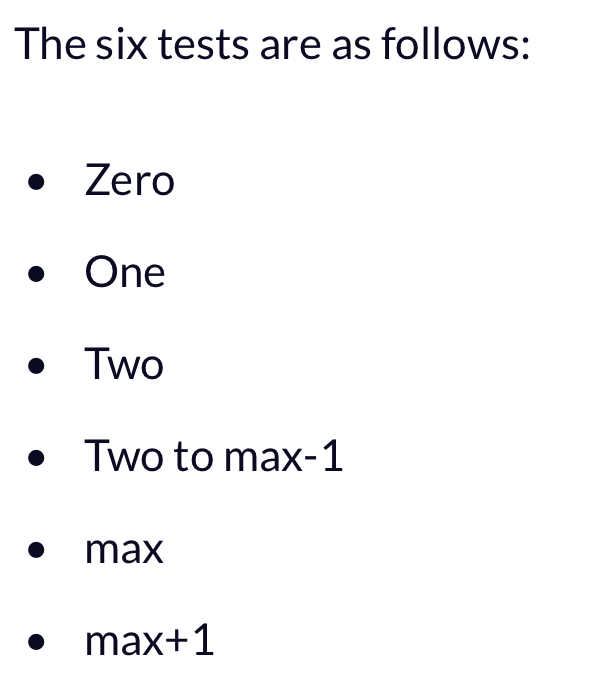 The six tests are as follows:
• Zero
• One
• Two
• Two to max-1
• max
• max+1